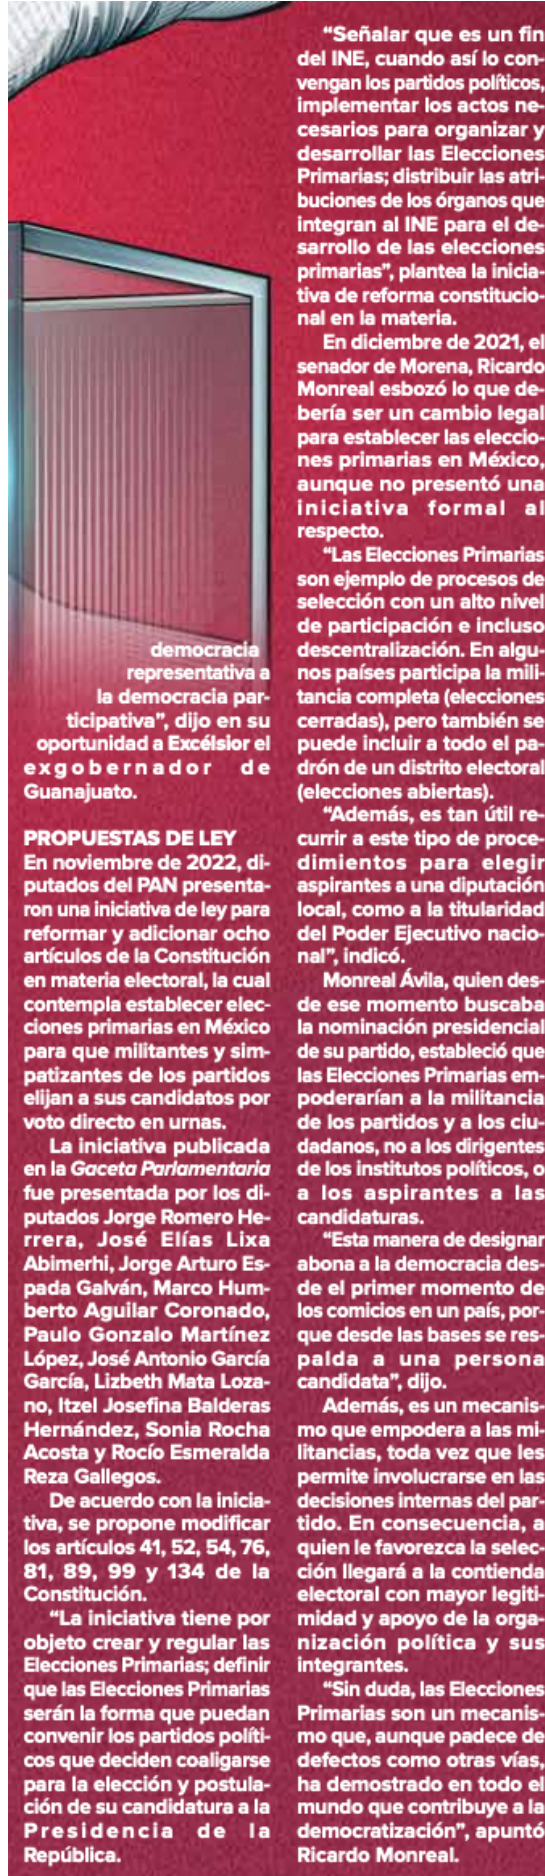 democracia
representativa a
la democracia par-
ticipativa”, dijo en su
oportunidad a Excélsior el
exgobernador de
Guanajuato.
PROPUESTAS DE LEY
En noviembre de 2022, di-
putados del PAN presenta-
ron una iniciativa de ley para
reformar y adicionar ocho
artículos de la Constitución
en materia electoral, la cual
contempla establecer elec-
ciones primarias en México
para que militantes y sim-
patizantes de los partidos
elijan a sus candidatos por
voto directo en urnas.
La iniciativa publicada
en la Gaceta Parlamentaria
fue presentada por los di-
putados Jorge Romero He-
rrera, José Elías Lixa
Abimerhi, Jorge Arturo Es-
pada Galván, Marco Hum-
berto Aguilar Coronado,
Paulo Gonzalo Martínez
López, José Antonio García
García, Lizbeth Mata Loza-
no, Itzel Josefina Balderas
Hernández, Sonia Rocha
Acosta y Rocío Esmeralda
Reza Gallegos.
De acuerdo con la inicia-
tiva, se propone modificar
los artículos 41, 52, 54, 76,
81, 89, 99 y 134 de la
Constitución.
“La iniciativa tiene por
objeto crear y regular las
Elecciones Primarias; definir
que las Elecciones Primarias
serán la forma que puedan
convenir los partidos políti-
cos que deciden coaligarse
para la elección y postula-
ción de su candidatura a la
Presidencia de la
República.
“Señalar que es un fin
del INE, cuando así lo con-
vengan los partidos políticos,
implementar los actos ne-
cesarios para organizar y
desarrollar las Elecciones
Primarias; distribuir las atri-
buciones de los órganos que
integran al INE para el de-
sarrollo de las elecciones
primarias”, plantea la inicia-
tiva de reforma constitucio-
nal en la materia.
En diciembre de 2021, el
senador de Morena, Ricardo
Monreal esbozó lo que de-
bería ser un cambio legal
para establecer las eleccio-
nes primarias en México,
aunque no presentó una
iniciativa formal al
respecto.
“Las Elecciones Primarias
son ejemplo de procesos de
selección con un alto nivel
de participación e incluso
descentralización. En algu-
nos países participa la mili-
tancia completa (elecciones
cerradas), pero también se
puede incluir a todo el pa-
drón de un distrito electoral
(elecciones abiertas).
“Además, es tan útil re-
currir a este tipo de proce-
dimientos para elegir
aspirantes a una diputación
local, como a la titularidad
del Poder Ejecutivo nacio-
nal”, indicó.
Monreal Ávila, quien des-
de ese momento buscaba
la nominación presidencial
de su partido, estableció que
las Elecciones Primarias em-
poderarían a la militancia
de los partidos y a los ciu-
dadanos, no a los dirigentes
de los institutos políticos, o
a los aspirantes a las
candidaturas.
“Esta manera de designar
abona a la democracia des-
de el primer momento de
los comicios en un país, por-
que desde las bases se res-
palda a una persona
candidata”, dijo.
Además, es un mecanis-
mo que empodera a las mi-
litancias, toda vez que les
permite involucrarse en las
decisiones internas del par-
tido. En consecuencia, a
quien le favorezca la selec-
ción llegará a la contienda
electoral con mayor legiti-
midad y apoyo de la orga-
nización política y sus
integrantes.
“Sin duda, las Elecciones
Primarias son un mecanis-
mo que, aunque padece de
defectos como otras vías,
ha demostrado en todo el
mundo que contribuye a la
democratización”, apuntó
Ricardo Monreal.